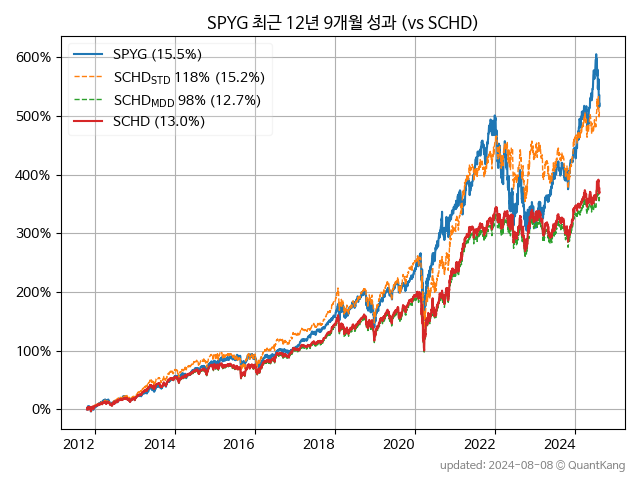 SPYG 최근 12년 9개월 성과 (vs SCHD)
SPYG (15.5%)
SCHD_STD 118% (15.2%)
SCHD_MDD 98% (12.7%)
SCHD (13.0%)
600%
500%
400%
300%
200%
100%
0%
2012 2014 2016 2018 2020 2022 2024
updated: 2024-08-08 © QuantKang